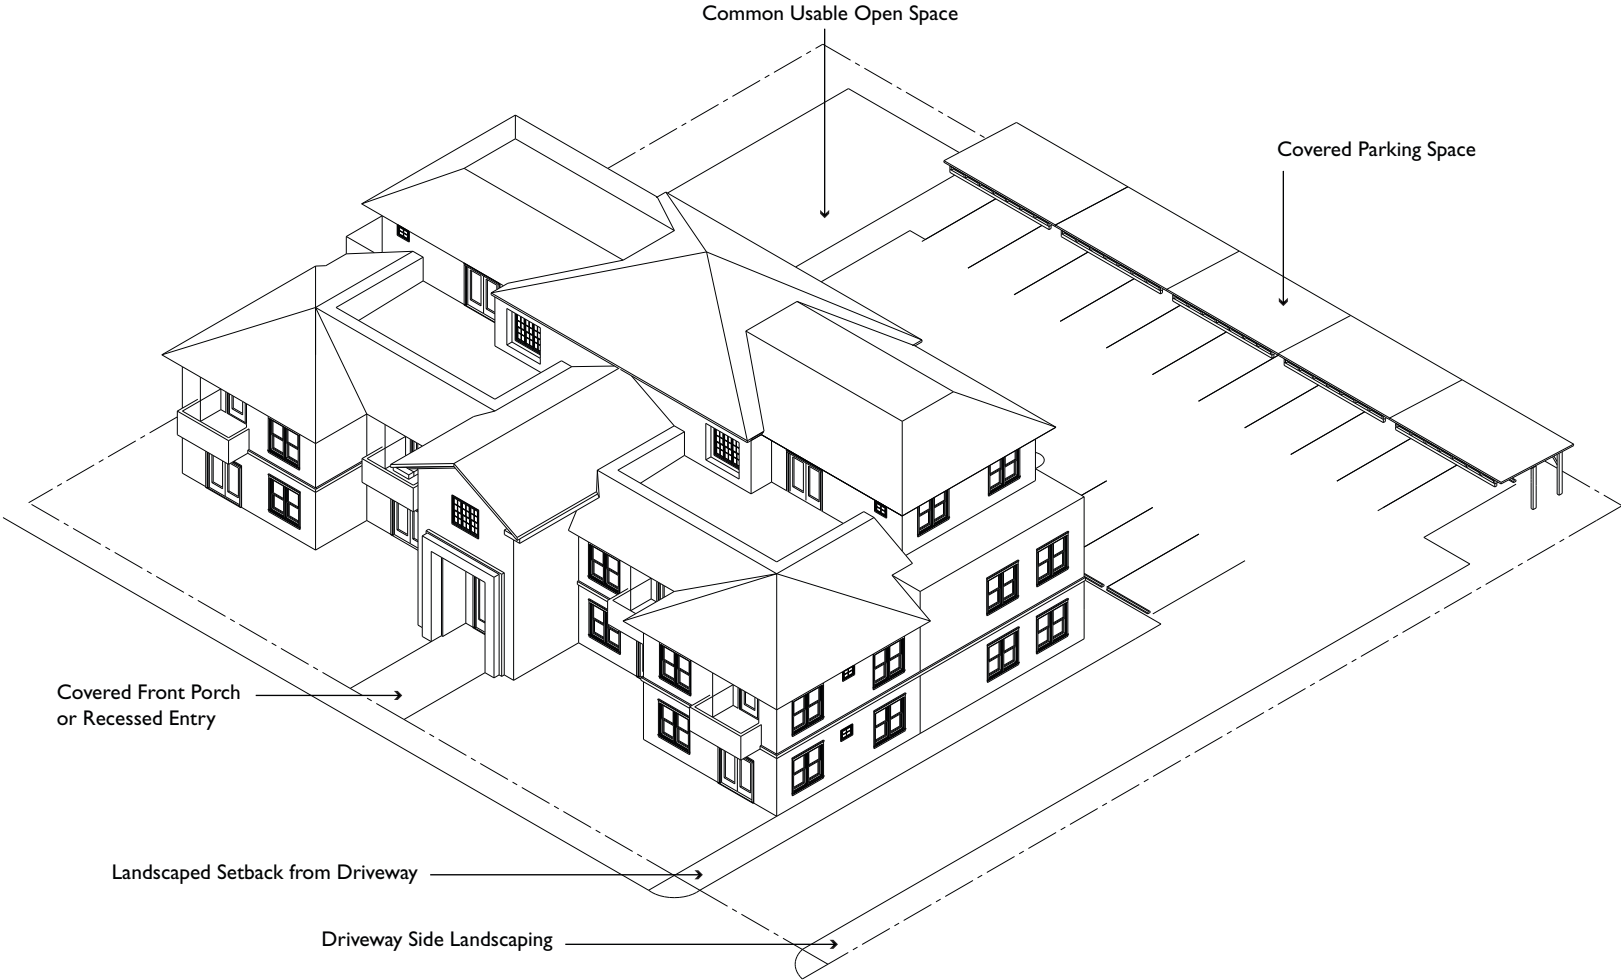 Common Usable Open Space
Covered Parking Space
Covered Front Porch
or Recessed Entry
Landscaped Setback from Driveway
Driveway Side Landscaping